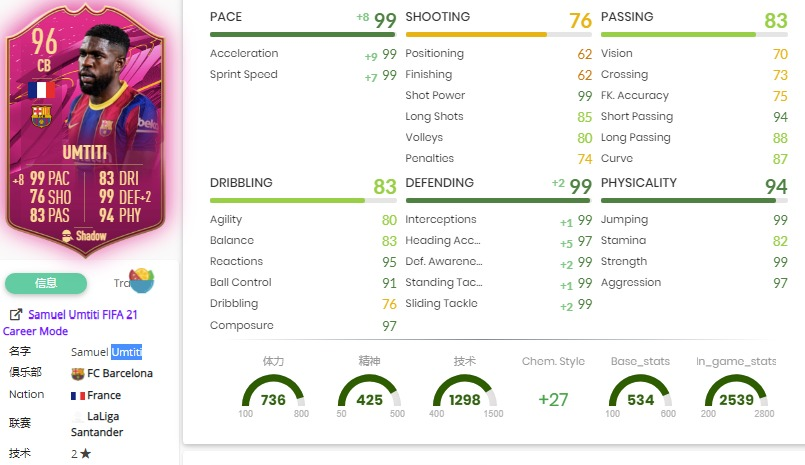 96
CB
UMTITI
+8 99 PAC 83 DRI
76 SHO 99 DEF+2
83 PAS 94 PHY
Shadow
信息 Tra
Samuel Umtiti FIFA 21
Career Mode
名字 Samuel Umtiti
俱乐部 FC Barcelona
Nation France
联赛 LaLiga
Santander
技术 2★
PACE +8 99
Acceleration +9 99
Sprint Speed +7 99
SHOOTING 76
Positioning 62
Finishing 62
Shot Power 99
Long Shots 85
Volleys 80
Penalties 74
PASSING 83
Vision 70
Crossing 73
FK. Accuracy 75
Short Passing 94
Long Passing 88
Curve 87
DRIBBLING 83
Agility 80
Balance 83
Reactions 95
Ball Control 91
Dribbling 76
Composure 97
DEFENDING +2 99
Interceptions +1 99
Heading Acc... +5 97
Def. Awarene... +2 99
Standing Tac... +1 99
Sliding Tackle +2 99
PHYSICALITY 94
Jumping 99
Stamina 82
Strength 99
Aggression 97
体力 精神 技术 Chem. Style Base_stats In_game_stats
736 425 1298 +27 534 2539
100 800 50 500 400 1500 100 600 200 2800